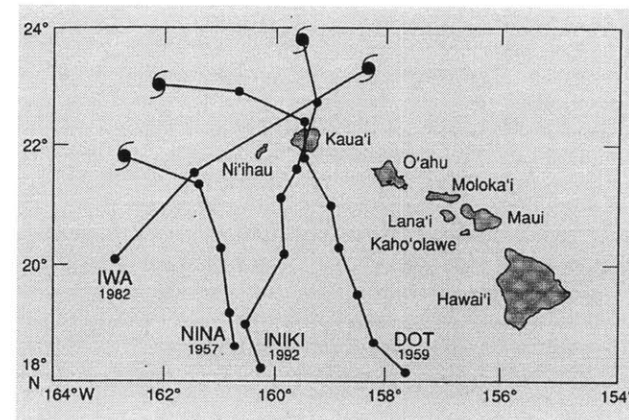 24°
22°
20°
18°
N
164°W
162°
160°
158°
156°
154°
Kaua'i
Ni'ihau
O'ahu
Moloka'i
Lana'i
Maui
Kaho'olawe
Hawai'i
IWA
1982
NINA
1957
INIKI
1992
DOT
1959